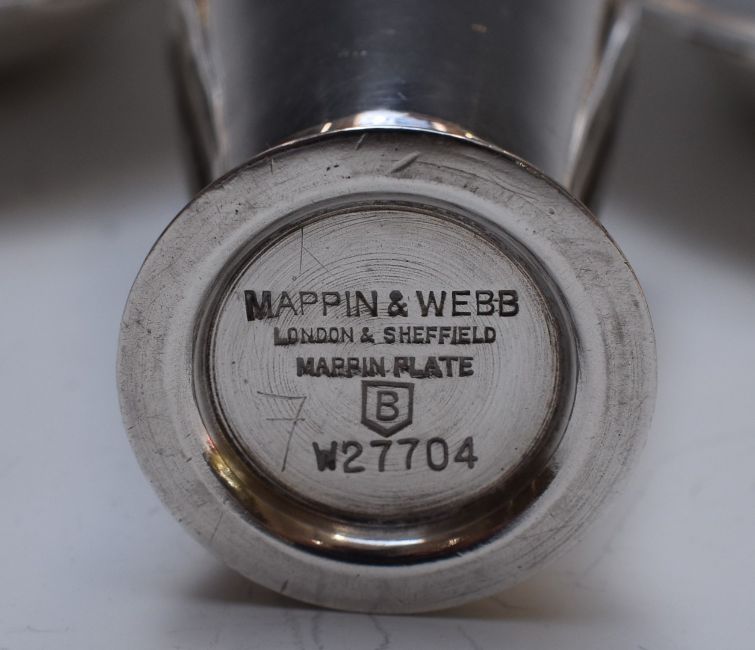 MAPPIN & WEBB
LONDON & SHEFFIELD
MAPPIN PLATE
B
7
W27704